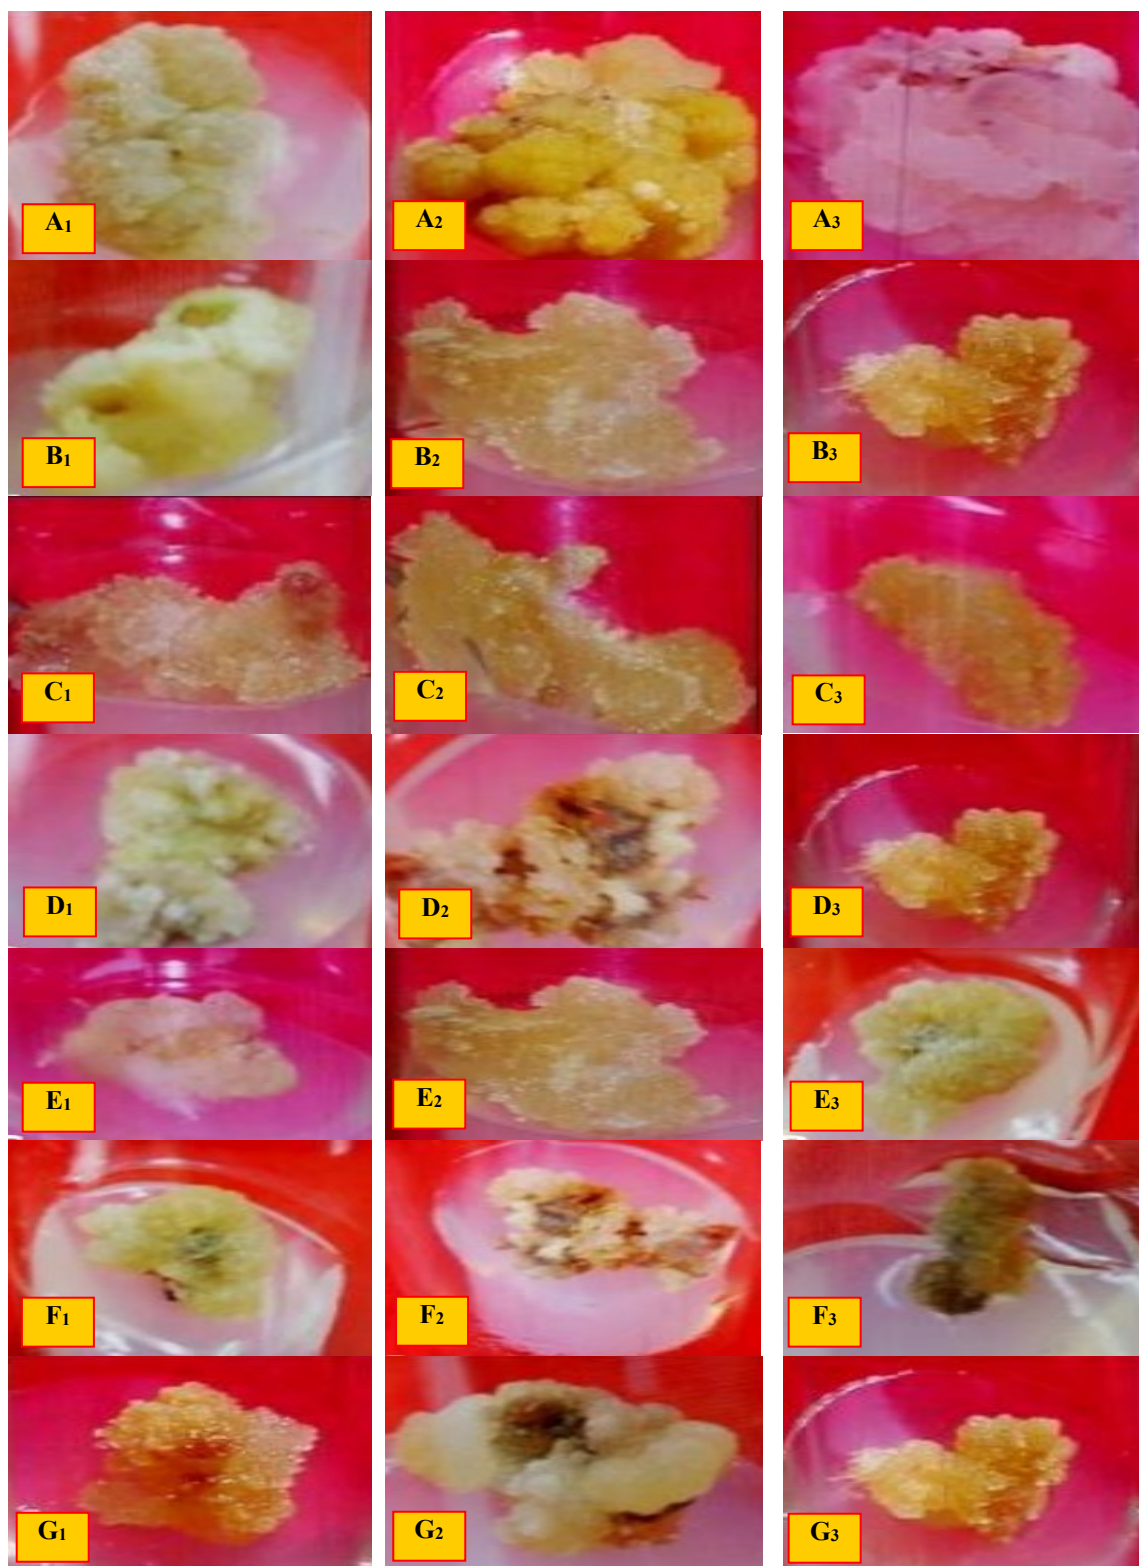 A₁
A₂
A₃
B₁
B₂
B₃
C₁
C₂
C₃
D₁
D₂
D₃
E₁
E₂
E₃
F₁
F₂
F₃
G₁
G₂
G₃